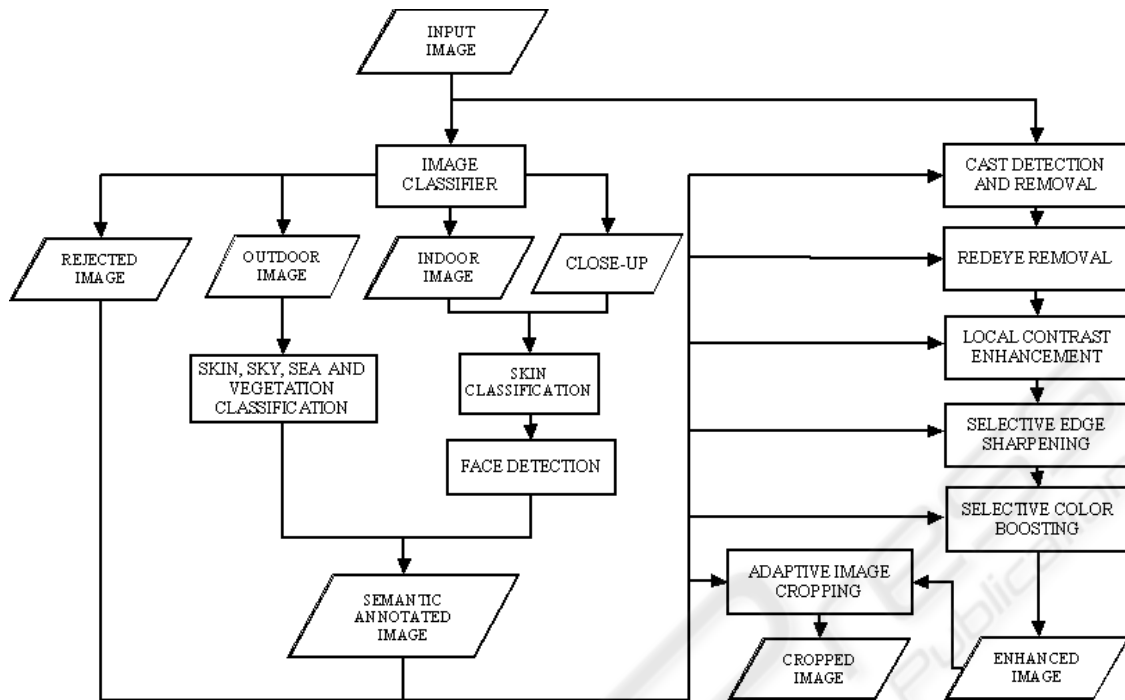 INPUT
IMAGE
IMAGE
CLASSIFIER
CAST DETECTION
AND REMOVAL
REJECTED
IMAGE
OUTDOOR
IMAGE
INDOOR
IMAGE
CLOSE-UP
REDEYE REMOVAL
SKIN, SKY, SEA AND
VEGETATION
CLASSIFICATION
SKIN
CLASSIFICATION
LOCAL CONTRAST
ENHANCEMENT
FACE DETECTION
SELECTIVE EDGE
SHARPENING
SELECTIVE COLOR
BOOSTING
ADAPTIVE IMAGE
CROPPING
SEMANTIC
ANNOTATED
IMAGE
CROPPED
IMAGE
ENHANCED
IMAGE